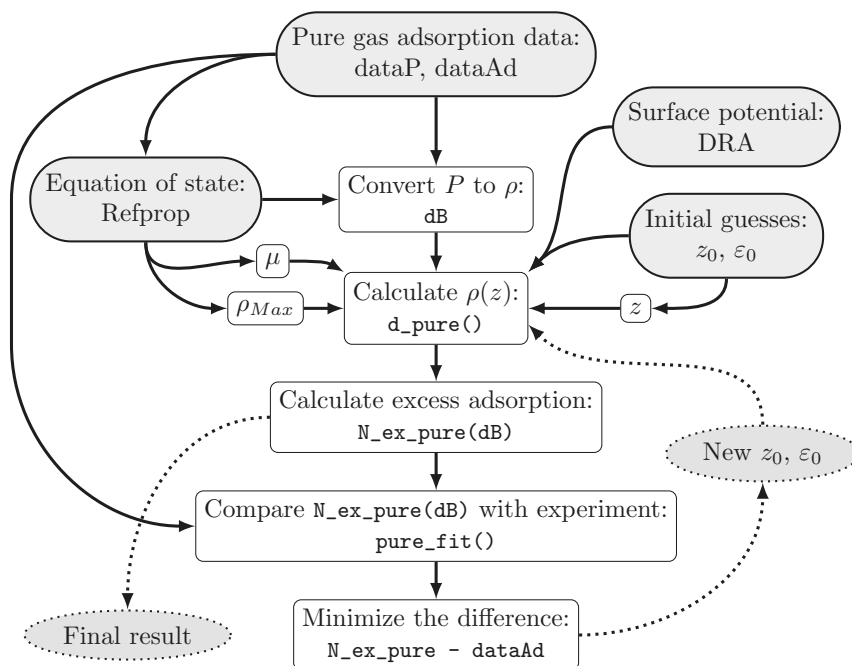 Pure gas adsorption data:
dataP, dataAd
Surface potential:
DRA
Equation of state:
Refprop
Convert P to ρ:
dB
Initial guesses:
z₀, ε₀
μ
Calculate ρ(z):
d_pure()
ρ_Max
z
Calculate excess adsorption:
N_ex_pure(dB)
New z₀, ε₀
Compare N_ex_pure(dB) with experiment:
pure_fit()
Final result
Minimize the difference:
N_ex_pure - dataAd